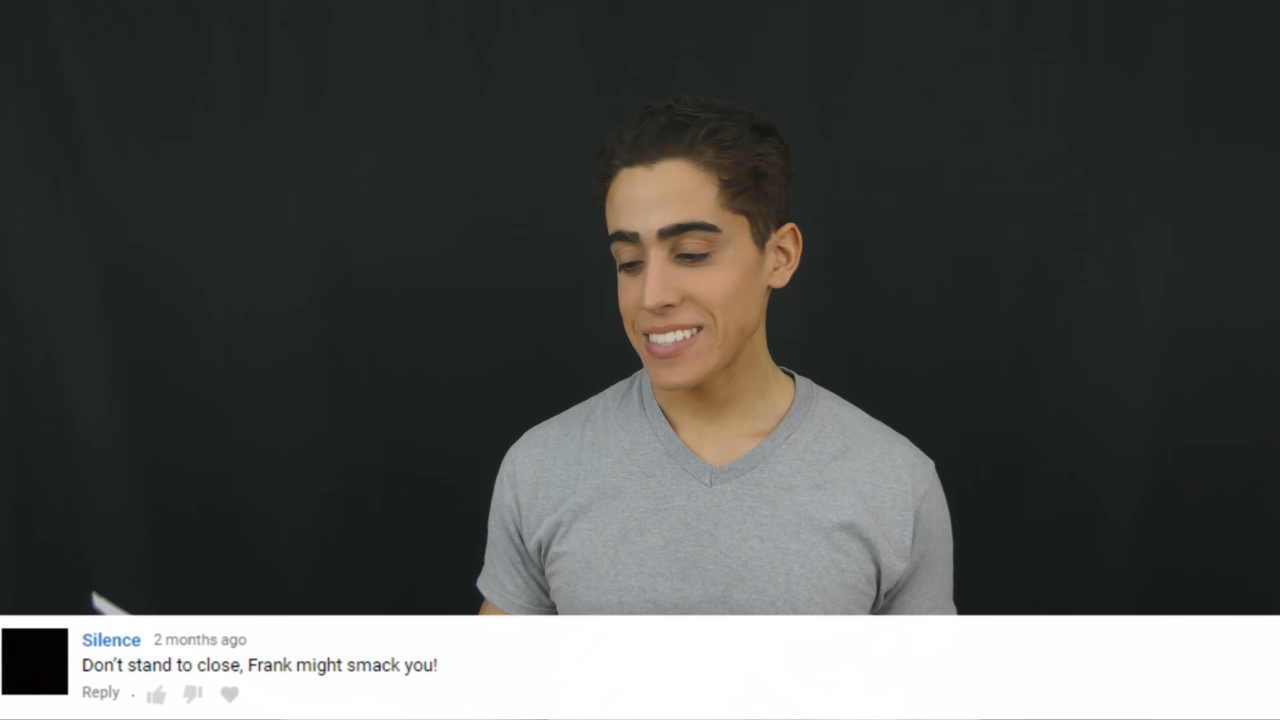 Silence 2 months ago
Don't stand to close, Frank might smack you!
Reply .